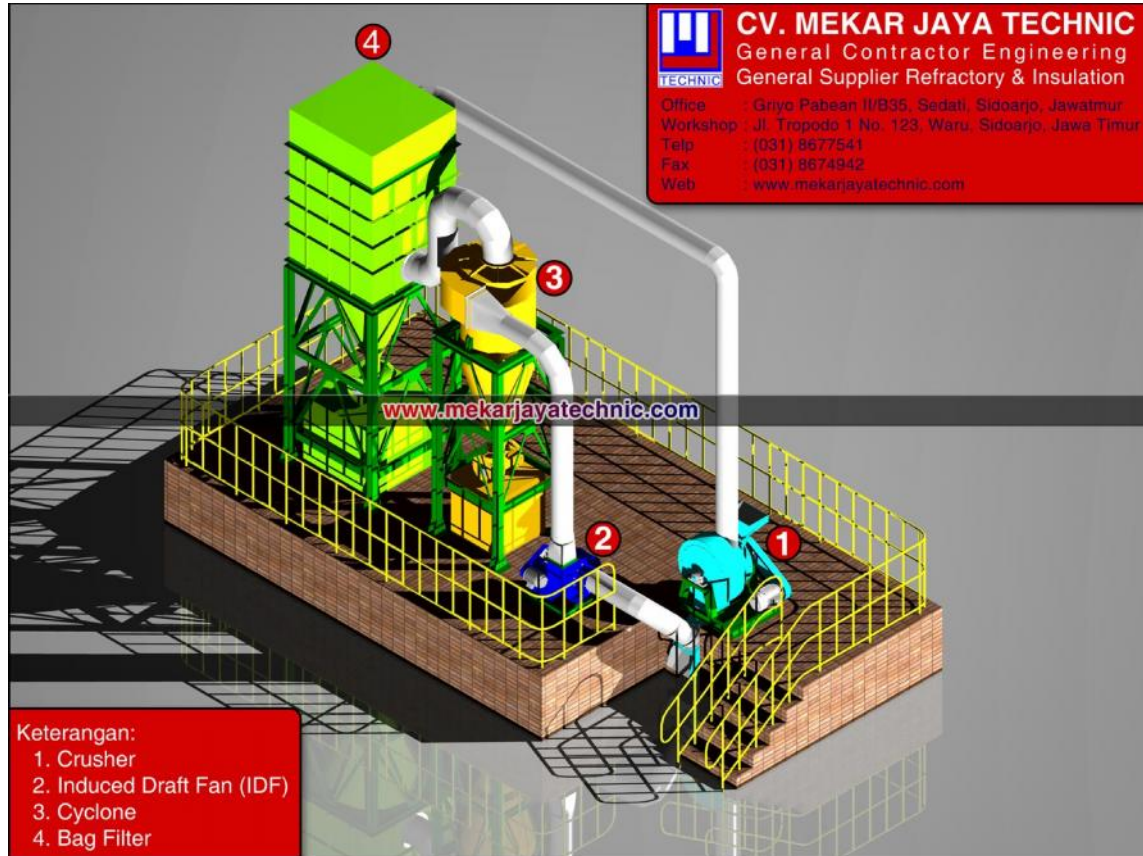 4
TECHNIC
CV. MEKAR JAYA TECHNIC
General Contractor Engineering
General Supplier Refractory & Insulation
Office : Griyo Pabean II/B35, Sedati, Sidoarjo, Jawatmur
Workshop : Jl. Tropodo 1 No. 123, Waru, Sidoarjo, Jawa Timur
Telp : (031) 8677541
Fax : (031) 8674942
Web : www.mekarjayatechnic.com
3
www.mekarjayatechnic.com
2
1
Keterangan:
1. Crusher
2. Induced Draft Fan (IDF)
3. Cyclone
4. Bag Filter